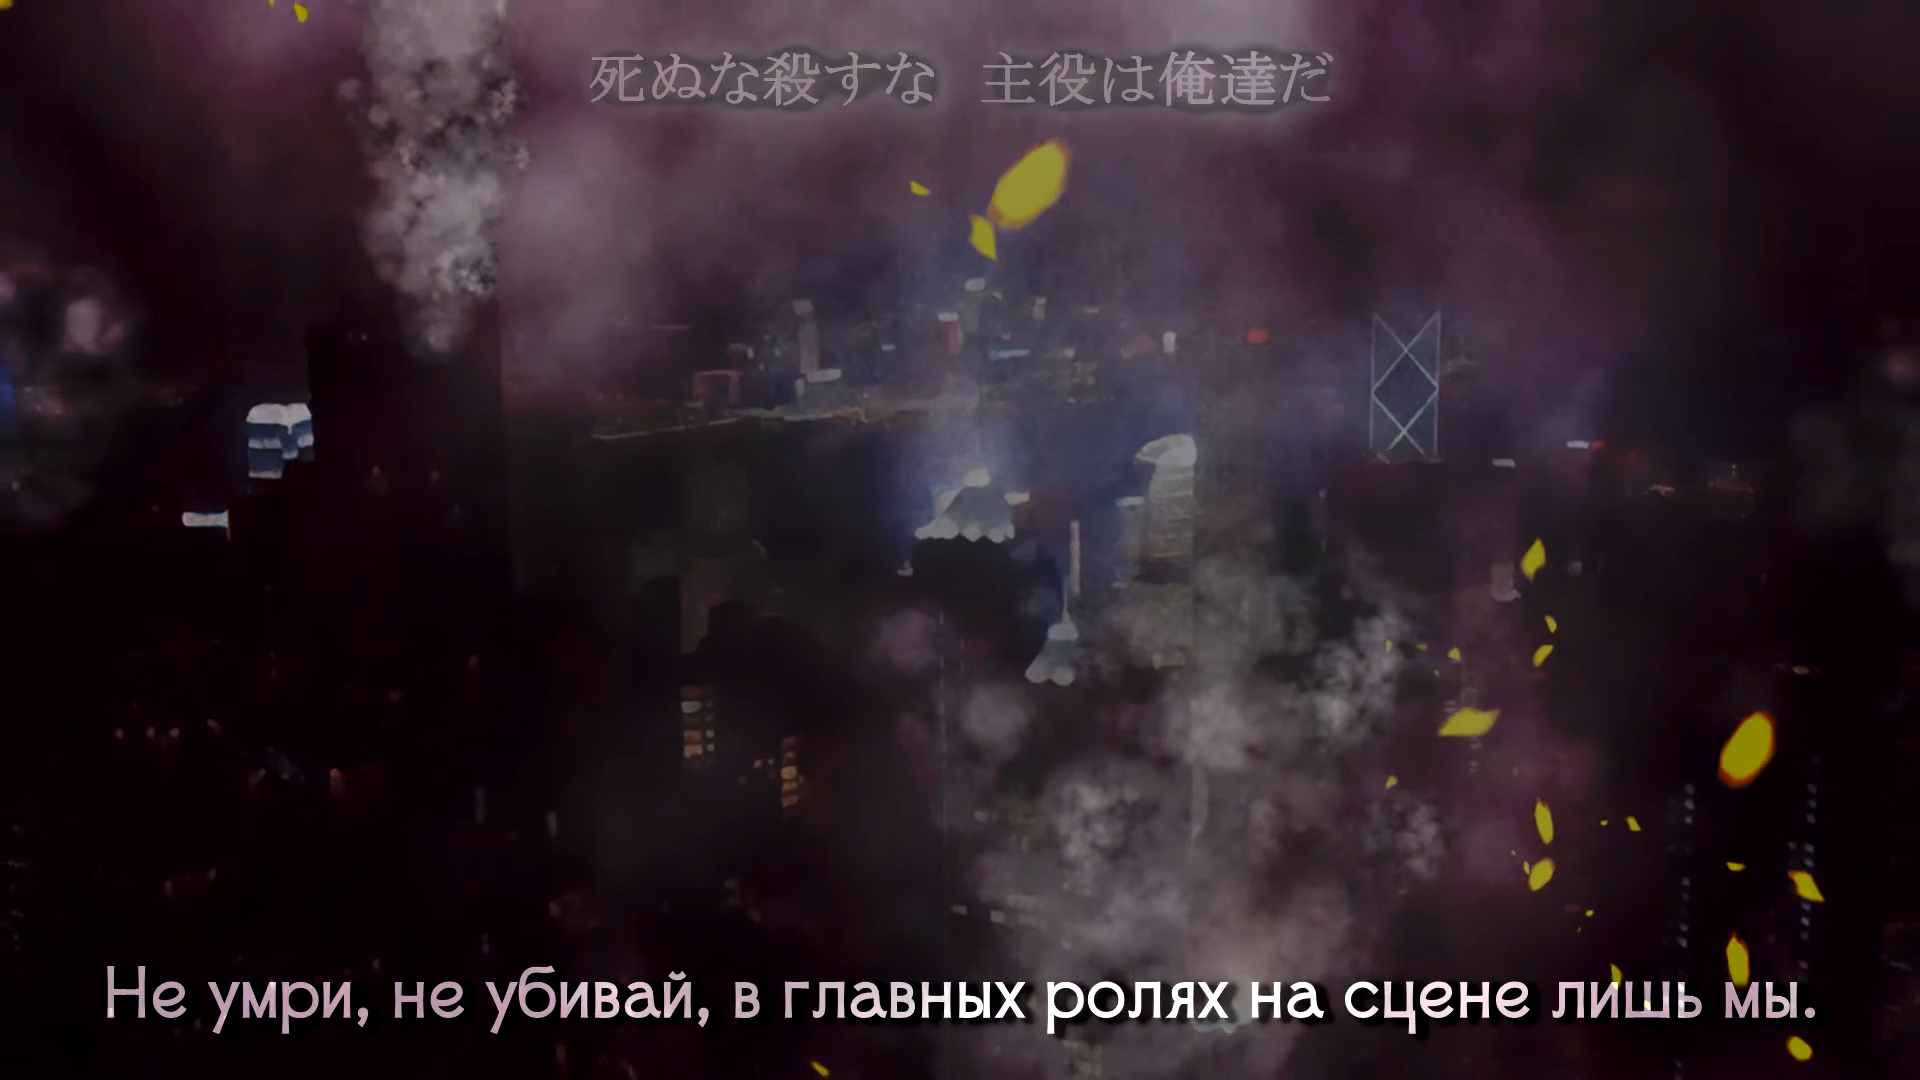 死ぬな殺すな　主役は俺達だ
Не умри, не убивай, в главных ролях на сцене лишь мы.